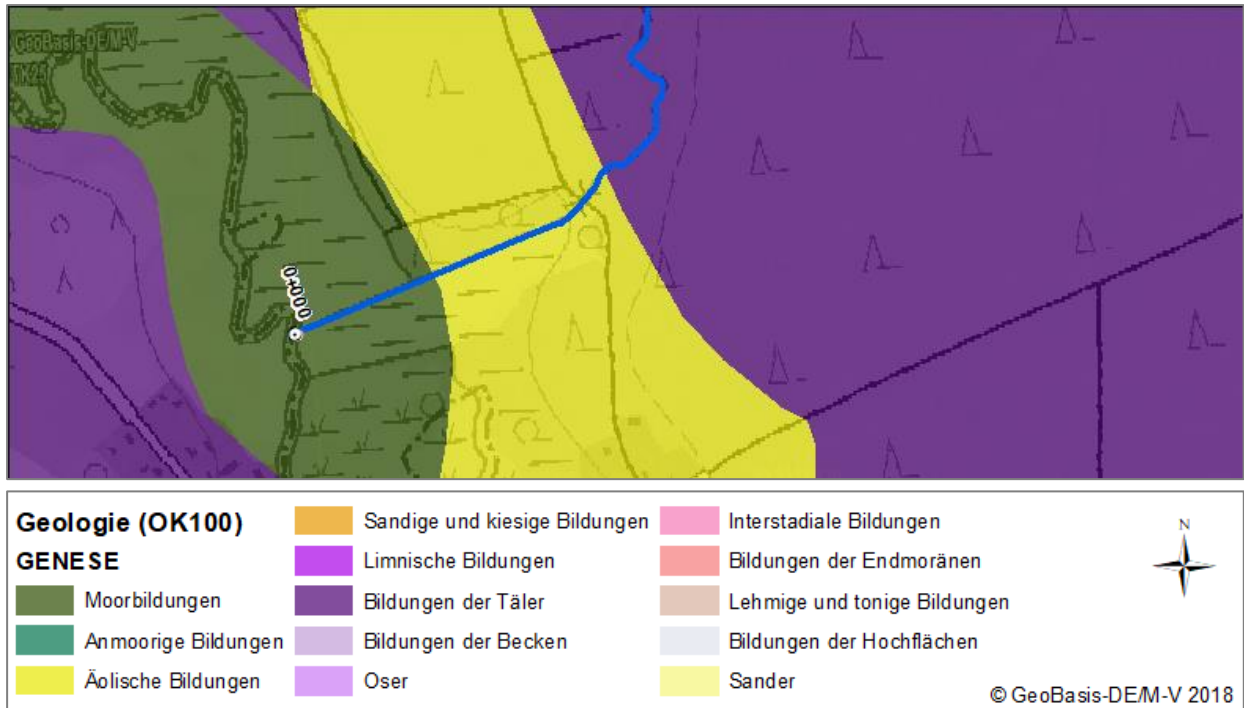 GeoBasis-DE/M-V
TK25
0+000
Geologie (OK100)
GENESE
Moorbildungen
Anmoorige Bildungen
Äolische Bildungen
Sandige und kiesige Bildungen
Limnische Bildungen
Bildungen der Täler
Bildungen der Becken
Oser
Interstadiale Bildungen
Bildungen der Endmoränen
Lehmige und tonige Bildungen
Bildungen der Hochflächen
Sander
N
© GeoBasis-DE/M-V 2018